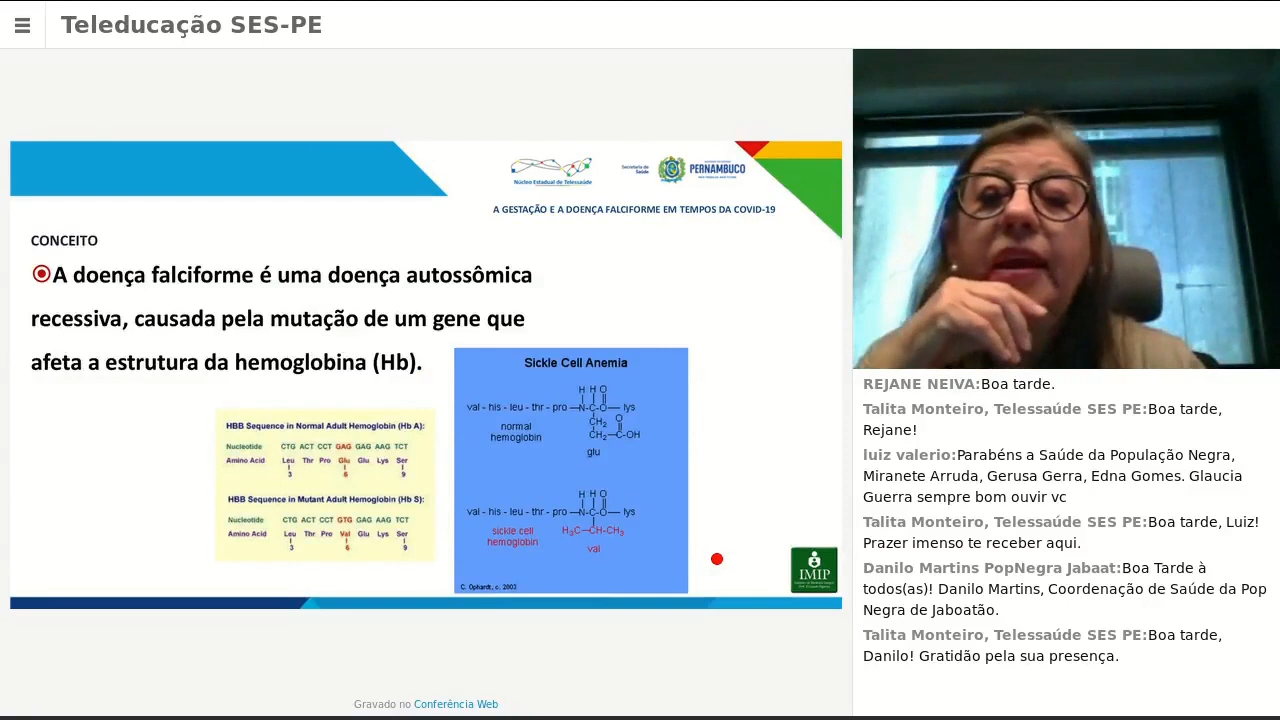 Teleducação SES-PE
Núcleo Estadual de Telessaúde
Secretaria de
Saúde
PERNAMBUCO
A GESTAÇÃO E A DOENÇA FALCIFORME EM TEMPOS DA COVID-19
CONCEITO
A doença falciforme é uma doença autossômica
recessiva, causada pela mutação de um gene que
afeta a estrutura da hemoglobina (Hb).
HBB Sequence in Normal Adult Hemoglobin (Hb A):
Nucleotide CTG ACT CCT GAG GAG AAG TCT
Amino Acid Leu Thr Pro Glu Glu Lys Ser
3 6 9
HBB Sequence in Mutant Adult Hemoglobin (Hb S):
Nucleotide CTG ACT CCT GTG GAG AAG TCT
Amino Acid Leu Thr Pro Val Glu Lys Ser
3 6 9
Sickle Cell Anemia
H H O
val - his - leu - thr - pro —N-C-O— lys
normal
hemoglobin
CH2 O
CH2—C-OH
glu
H H O
val - his - leu - thr - pro —N-C-O— lys
sickle cell
hemoglobin
H3C—CH-CH3
val
C. Ophardt, c. 2003
IMIP
REJANE NEIVA:Boa tarde.
Talita Monteiro, Telessaúde SES PE:Boa tarde,
Rejane!
luiz valerio:Parabéns a Saúde da População Negra,
Miranete Arruda, Gerusa Gerra, Edna Gomes. Glaucia
Guerra sempre bom ouvir vc
Talita Monteiro, Telessaúde SES PE:Boa tarde, Luiz!
Prazer imenso te receber aqui.
Danilo Martins PopNegra Jabaat:Boa Tarde à
todos(as)! Danilo Martins, Coordenação de Saúde da Pop
Negra de Jaboatão.
Talita Monteiro, Telessaúde SES PE:Boa tarde,
Danilo! Gratidão pela sua presença.
Gravado no Conferência Web